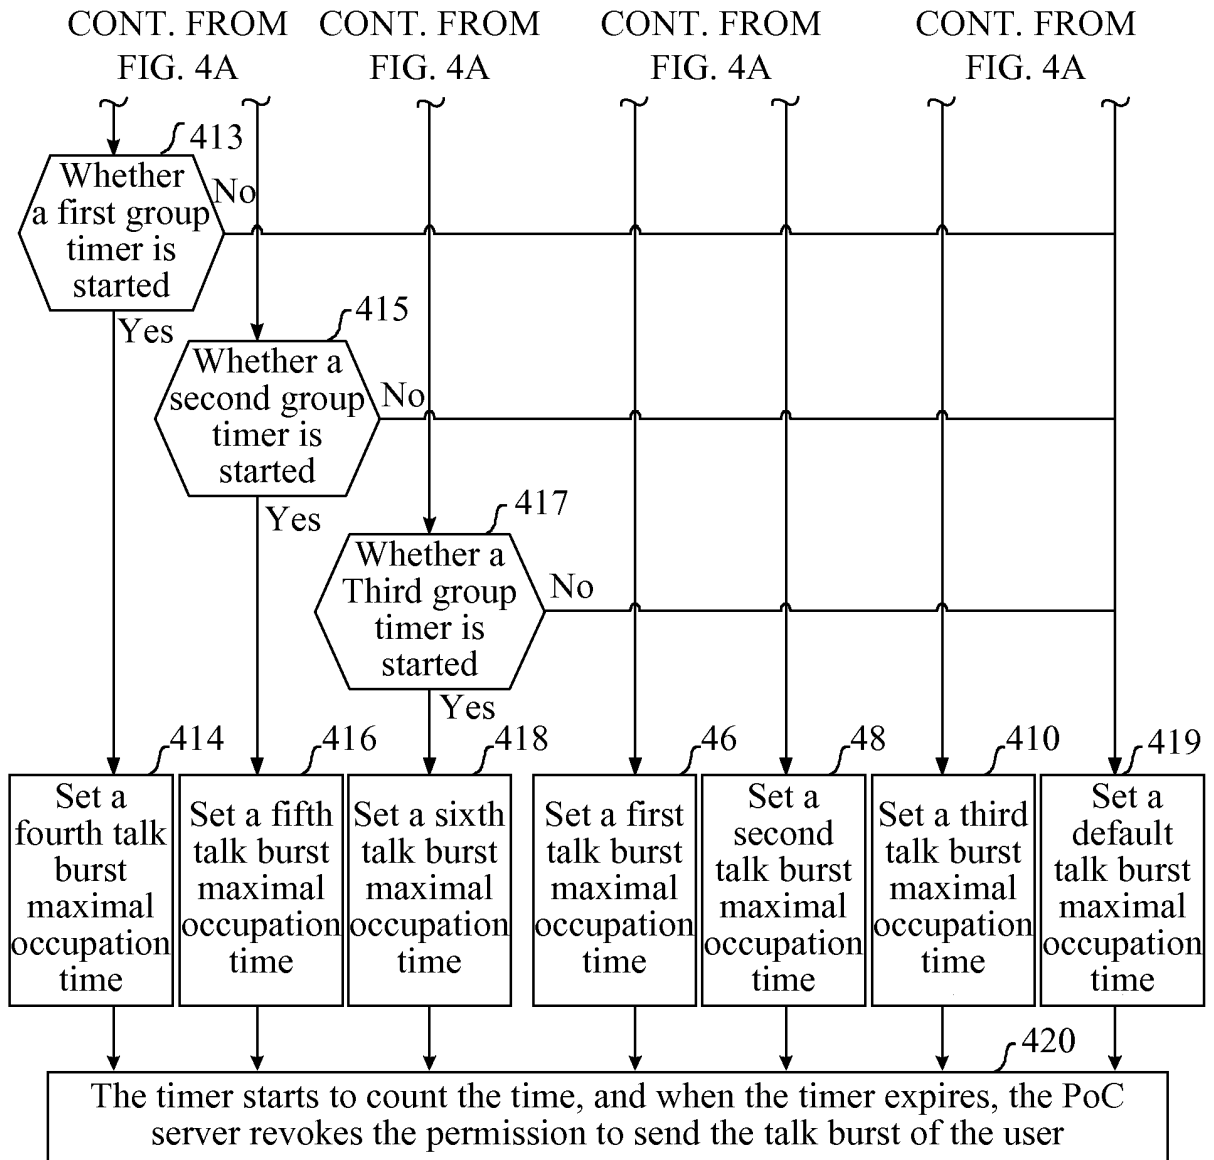 CONT. FROM
FIG. 4A
CONT. FROM
FIG. 4A
CONT. FROM
FIG. 4A
CONT. FROM
FIG. 4A
413
Whether
a first group
timer is
started
No
Yes
415
Whether a
second group
timer is
started
No
Yes
417
Whether a
Third group
timer is
started
No
Yes
414
Set a
fourth talk
burst
maximal
occupation
time
416
Set a fifth
talk burst
maximal
occupation
time
418
Set a sixth
talk burst
maximal
occupation
time
46
Set a first
talk burst
maximal
occupation
time
48
Set a
second
talk burst
maximal
occupation
time
410
Set a third
talk burst
maximal
occupation
time
419
Set a
default
talk burst
maximal
occupation
time
420
The timer starts to count the time, and when the timer expires, the PoC
server revokes the permission to send the talk burst of the user